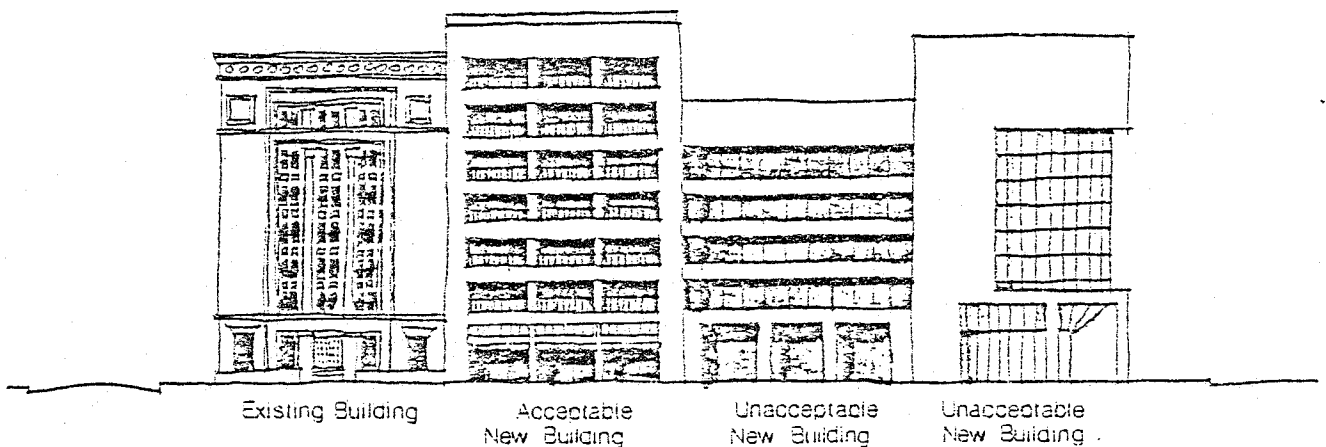 Existing Building
Acceptable
New Building
Unacceptable
New Building
Unacceptable
New Building